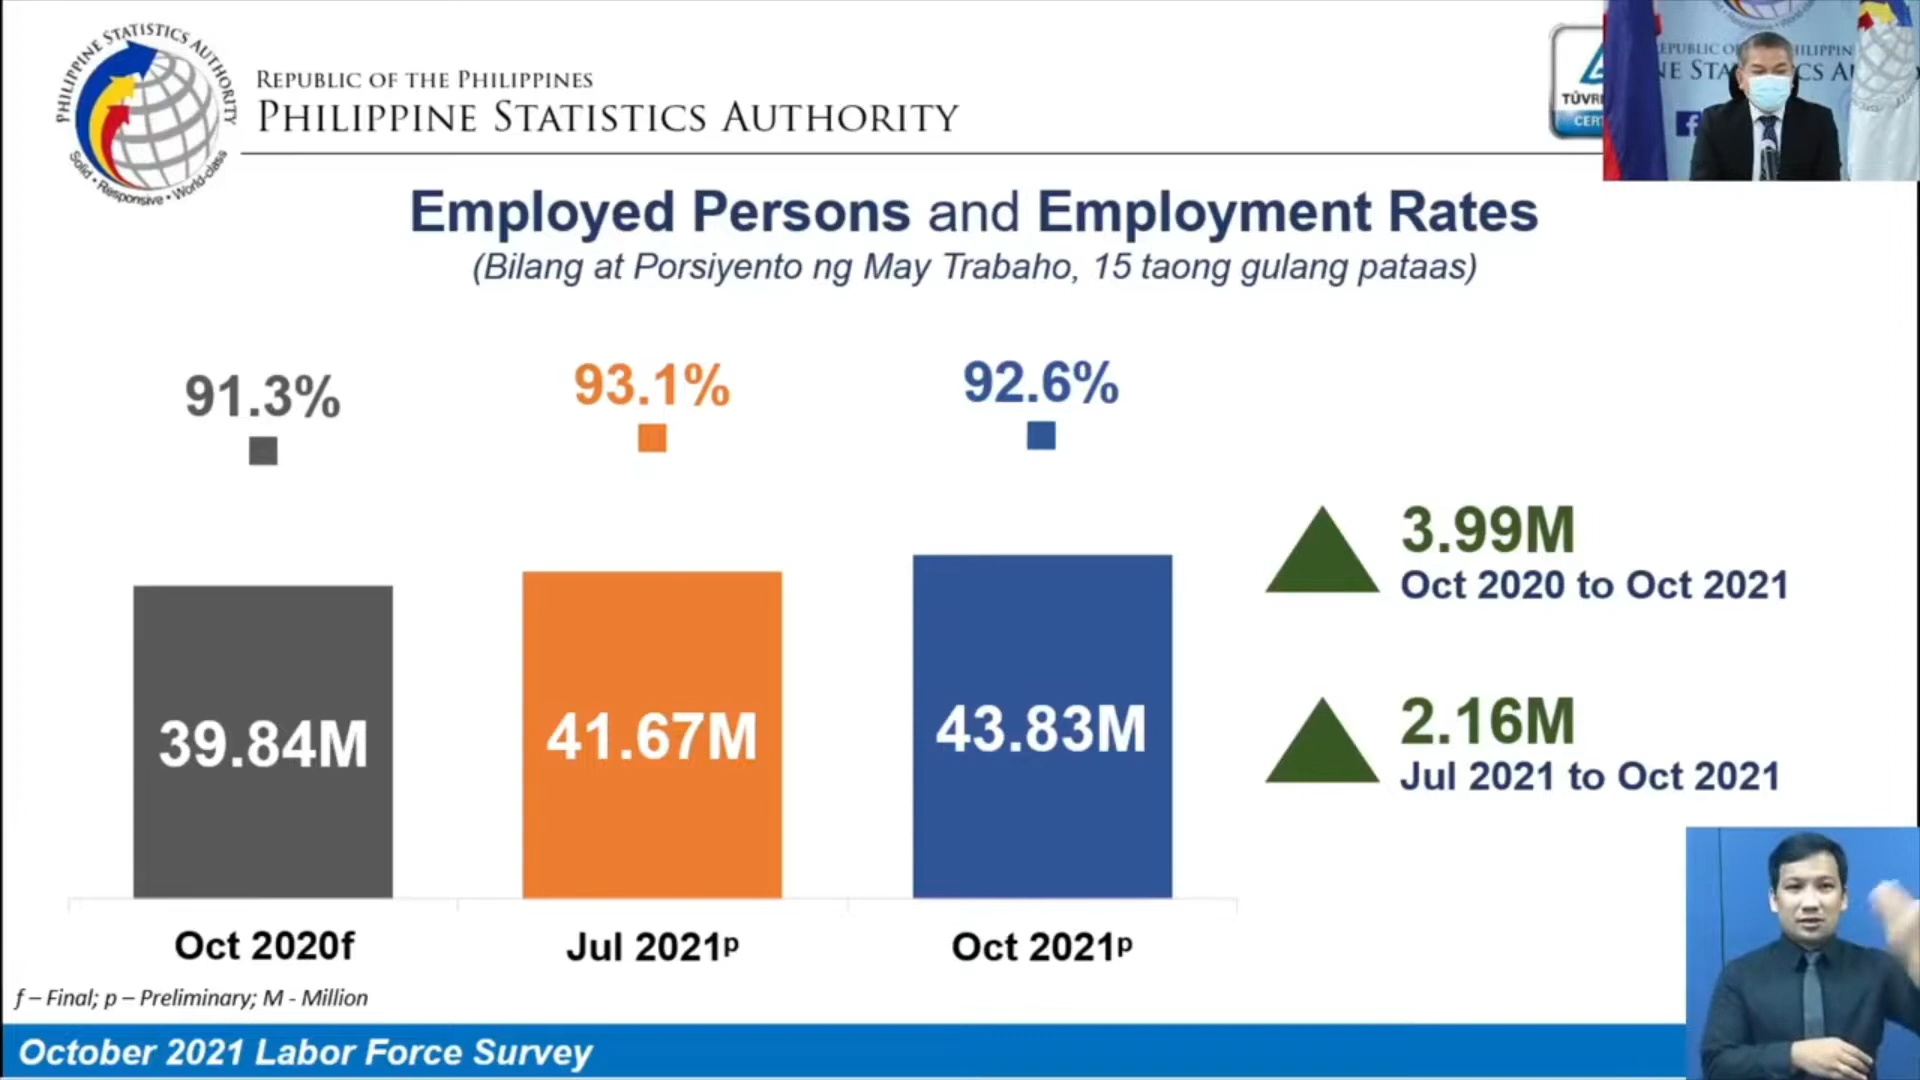 PHILIPPINE STATISTICS AUTHORITY
Solid • Responsive • World-class
REPUBLIC OF THE PHILIPPINES
PHILIPPINE STATISTICS AUTHORITY
Employed Persons and Employment Rates
(Bilang at Porsiyento ng May Trabaho, 15 taong gulang pataas)
91.3%
93.1%
92.6%
3.99M
Oct 2020 to Oct 2021
39.84M
41.67M
43.83M
2.16M
Jul 2021 to Oct 2021
Oct 2020f
Jul 2021ᵖ
Oct 2021ᵖ
f – Final; p – Preliminary; M - Million
October 2021 Labor Force Survey